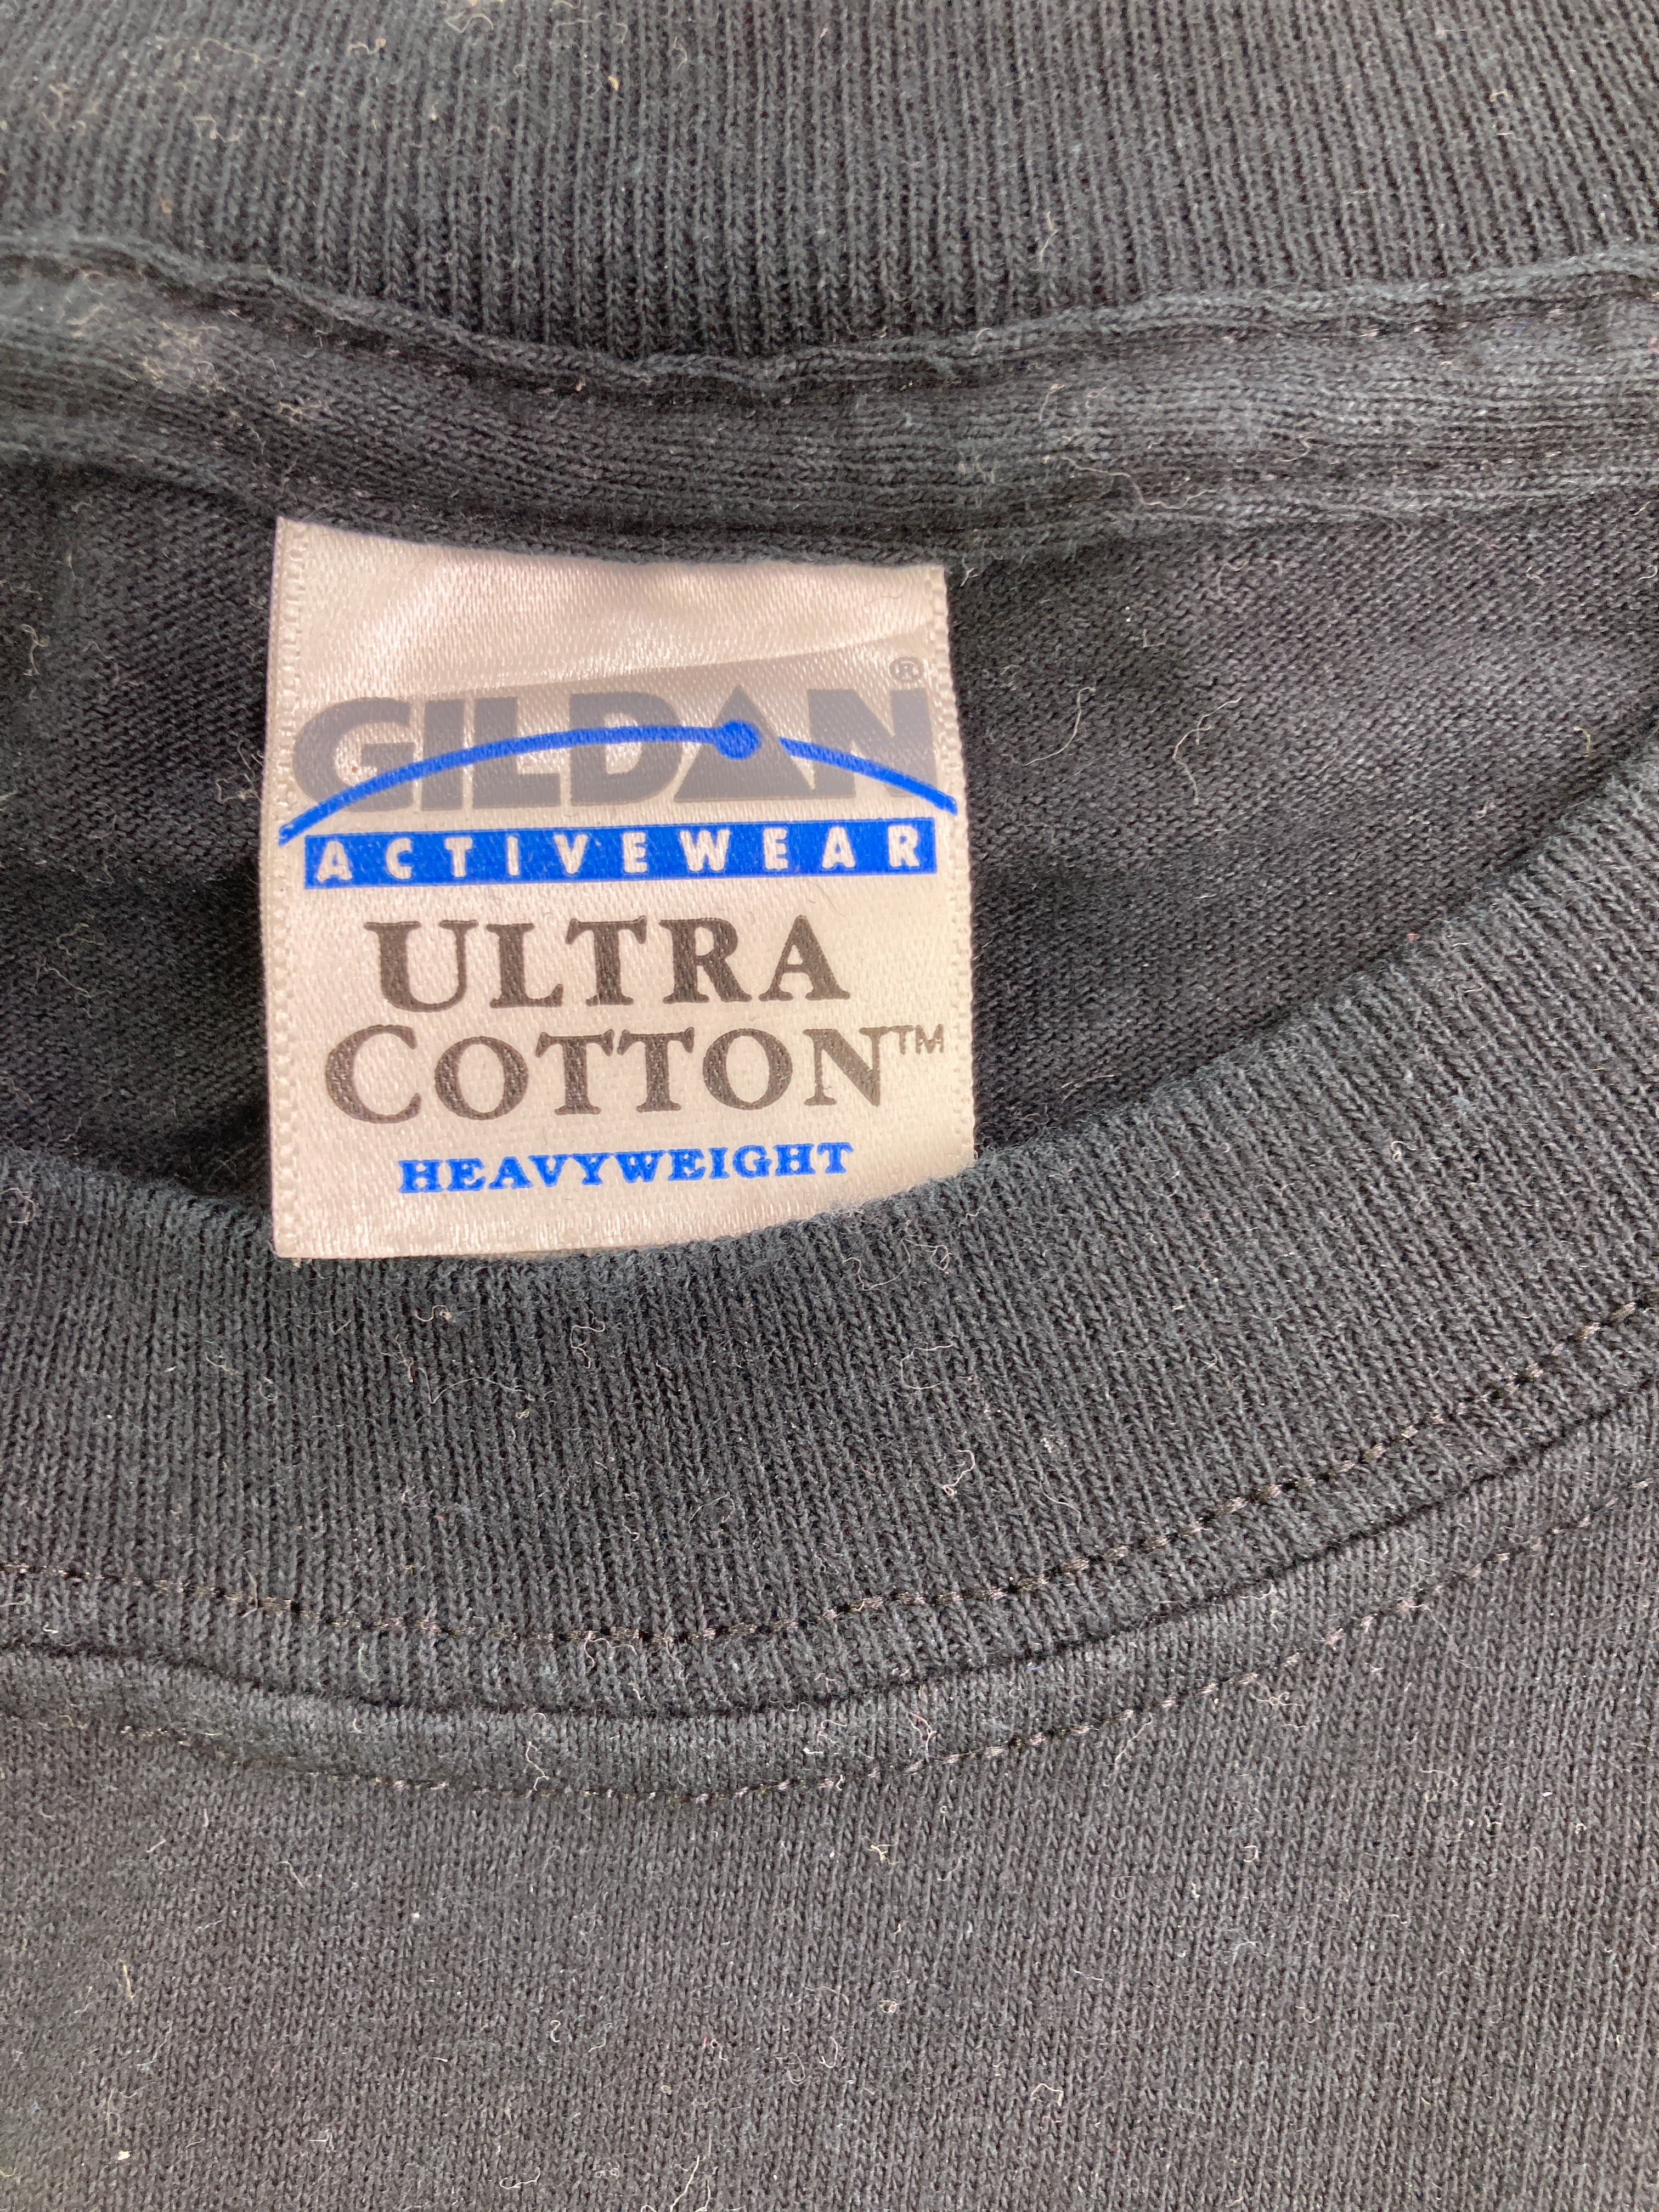 GILDAN®
ACTIVEWEAR
ULTRA
COTTON™
HEAVYWEIGHT